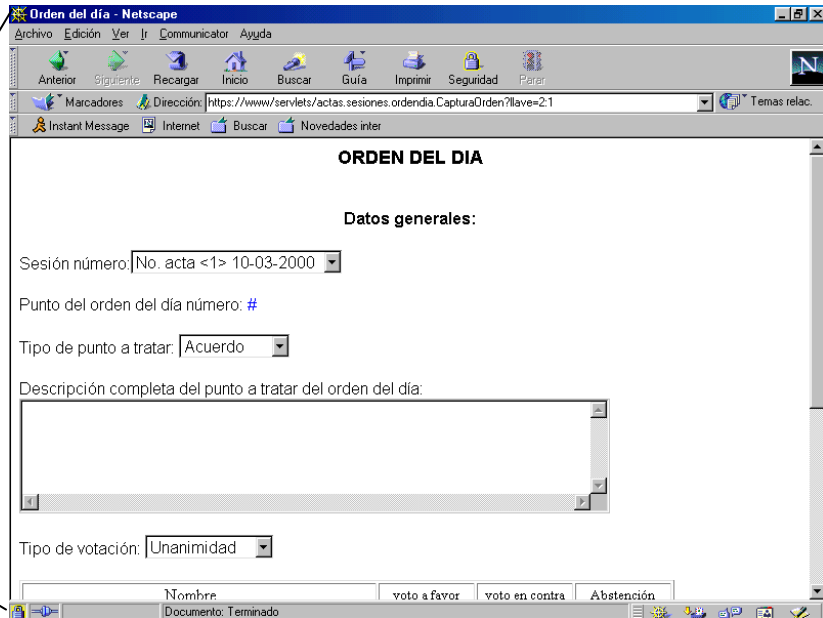 Orden del día - Netscape
Archivo Edición Ver Ir Communicator Ayuda
Anterior Siguiente Recargar Inicio Buscar Guía Imprimir Seguridad Parar
N
Marcadores Dirección: https://www/servlets/actas.sesiones.ordendia.CapturaOrden?llave=2:1 Temas relac.
Instant Message Internet Buscar Novedades inter
ORDEN DEL DIA
Datos generales:
Sesión número: No. acta <1> 10-03-2000
Punto del orden del día número: #
Tipo de punto a tratar: Acuerdo
Descripción completa del punto a tratar del orden del día:
Tipo de votación: Unanimidad
Nombre voto a favor voto en contra Abstención
Documento: Terminado